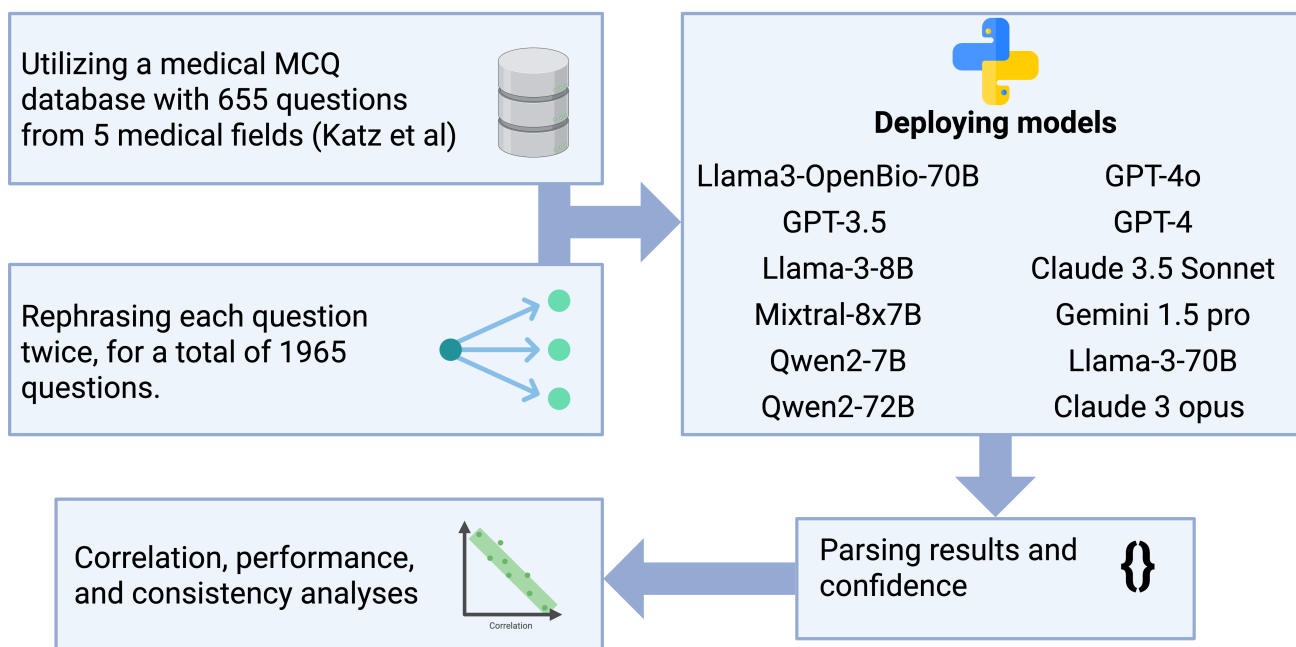 Utilizing a medical MCQ
database with 655 questions
from 5 medical fields (Katz et al)
Rephrasing each question
twice, for a total of 1965
questions.
Deploying models
Llama3-OpenBio-70B
GPT-3.5
Llama-3-8B
Mixtral-8x7B
Qwen2-7B
Qwen2-72B
GPT-4o
GPT-4
Claude 3.5 Sonnet
Gemini 1.5 pro
Llama-3-70B
Claude 3 opus
Parsing results and
confidence
{}
Correlation, performance,
and consistency analyses
Correlation